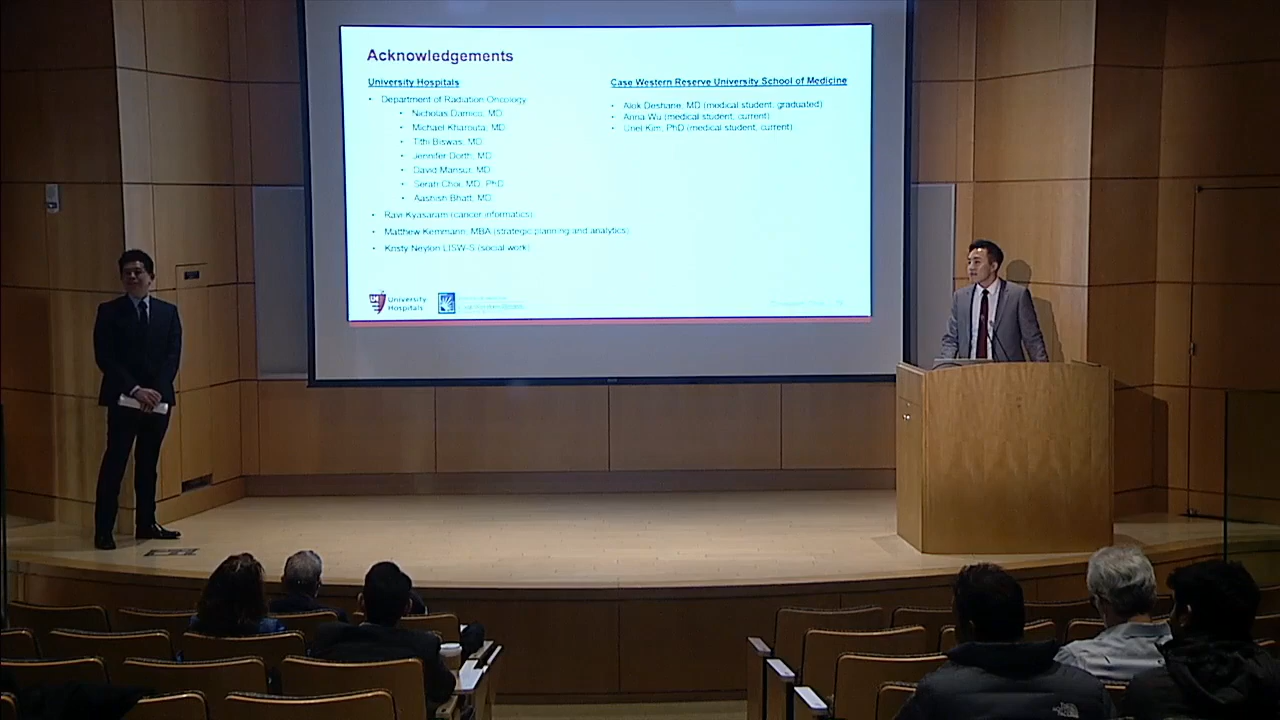 Acknowledgements
University Hospitals
• Department of Radiation Oncology
• Nicholas Damico, MD
• Michael Kharouta, MD
• Tithi Biswas, MD
• Jennifer Dorth, MD
• David Mansur, MD
• Serah Choi, MD, PhD
• Aashish Bhatt, MD
• Ravi Kyasaram (cancer informatics)
• Matthew Kemmann, MBA (strategic planning and analytics)
• Kristy Neylon LISW-S (social work)
Case Western Reserve University School of Medicine
• Alok Deshane, MD (medical student, graduated)
• Anna Wu (medical student, current)
• Uriel Kim, PhD (medical student, current)
UH
University
Hospitals